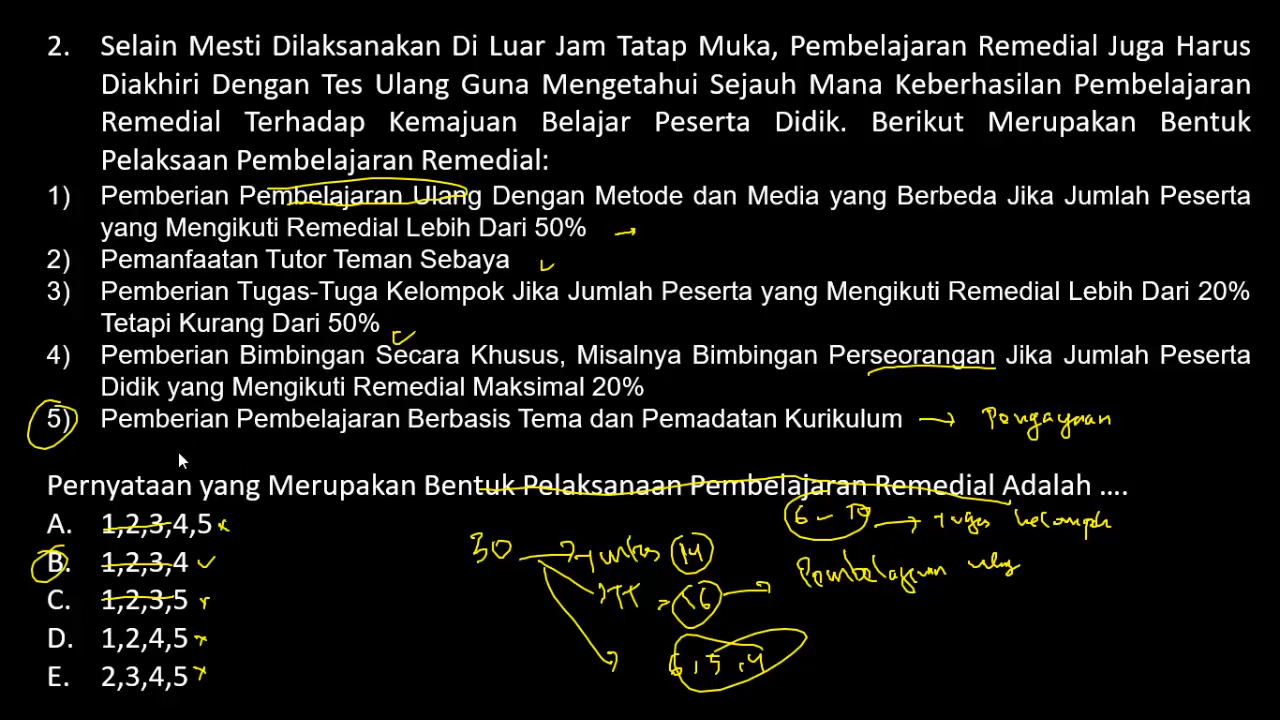 2. Selain Mesti Dilaksanakan Di Luar Jam Tatap Muka, Pembelajaran Remedial Juga Harus
Diakhiri Dengan Tes Ulang Guna Mengetahui Sejauh Mana Keberhasilan Pembelajaran
Remedial Terhadap Kemajuan Belajar Peserta Didik. Berikut Merupakan Bentuk
Pelaksaan Pembelajaran Remedial:
1) Pemberian Pembelajaran Ulang Dengan Metode dan Media yang Berbeda Jika Jumlah Peserta
yang Mengikuti Remedial Lebih Dari 50%
2) Pemanfaatan Tutor Teman Sebaya
3) Pemberian Tugas-Tuga Kelompok Jika Jumlah Peserta yang Mengikuti Remedial Lebih Dari 20%
Tetapi Kurang Dari 50%
4) Pemberian Bimbingan Secara Khusus, Misalnya Bimbingan Perseorangan Jika Jumlah Peserta
Didik yang Mengikuti Remedial Maksimal 20%
5) Pemberian Pembelajaran Berbasis Tema dan Pemadatan Kurikulum → Pengayaan
Pernyataan yang Merupakan Bentuk Pelaksanaan Pembelajaran Remedial Adalah ....
A. 1,2,3,4,5
B. 1,2,3,4
C. 1,2,3,5
D. 1,2,4,5
E. 2,3,4,5
→ tugas kelompok
30 → tuntas 14
TT = 16 → Pembelajaran ulang
6, 5, 4